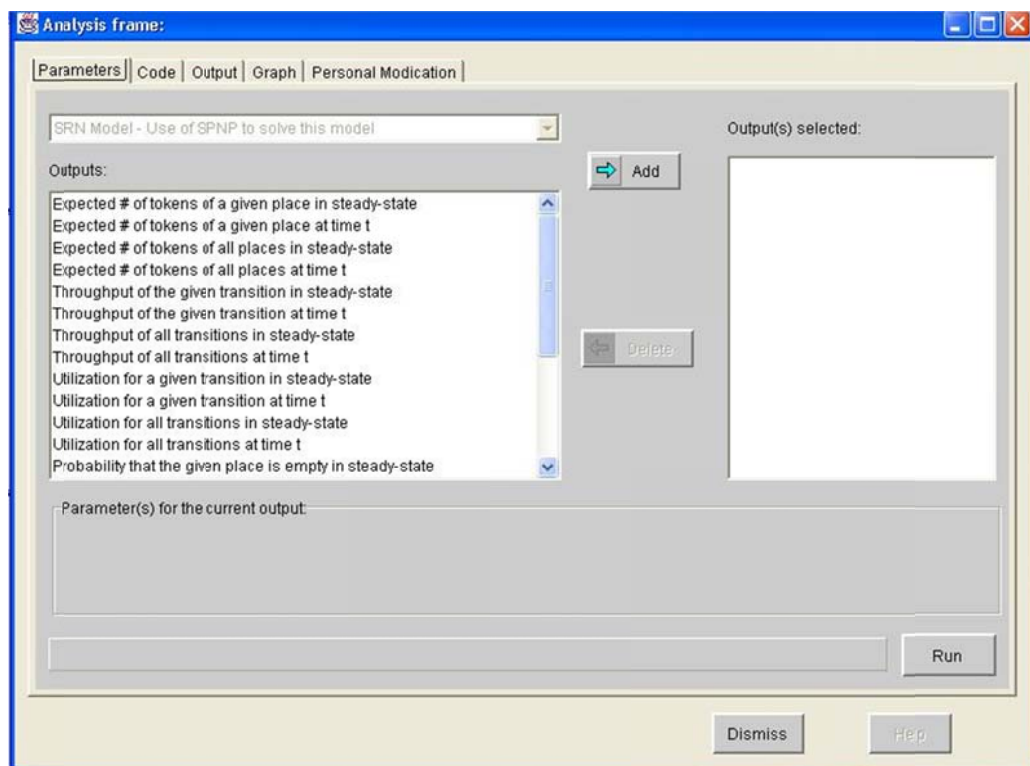 Analysis frame:
Parameters Code Output Graph Personal Modication
SRN Model - Use of SPNP to solve this model
Output(s) selected:
Add
Outputs:
Expected # of tokens of a given place in steady-state
Expected # of tokens of a given place at time t
Expected # of tokens of all places in steady-state
Expected # of tokens of all places at time t
Throughput of the given transition in steady-state
Throughput of the given transition at time t
Throughput of all transitions in steady-state
Throughput of all transitions at time t
Utilization for a given transition in steady-state
Utilization for a given transition at time t
Utilization for all transitions in steady-state
Utilization for all transitions at time t
Probability that the given place is empty in steady-state
Delete
Parameter(s) for the current output:
Run
Dismiss
Help